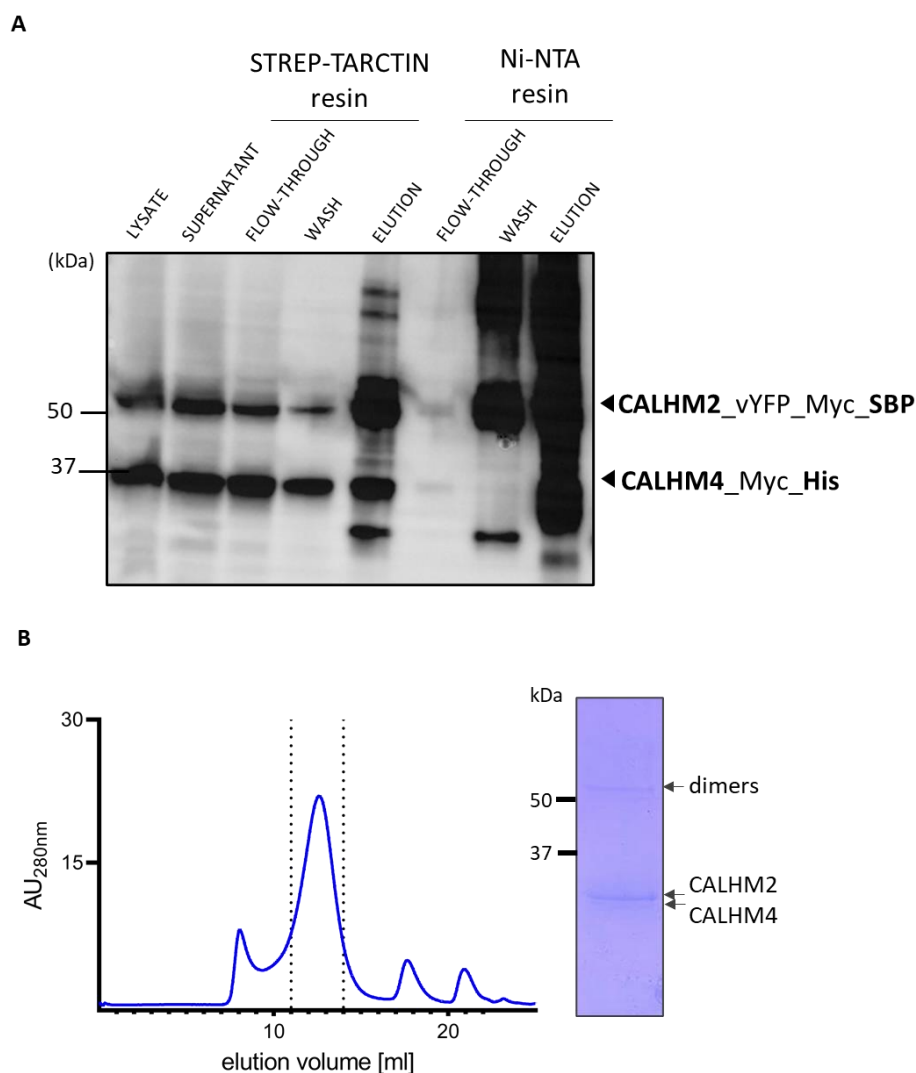 A
STREP-TARCTIN
resin
Ni-NTA
resin
LYSATE
SUPERNATANT
FLOW-THROUGH
WASH
ELUTION
FLOW-THROUGH
WASH
ELUTION
(kDa)
50
37
CALHM2_vYFP_Myc_SBP
CALHM4_Myc_His
B
30
15
AU280nm
10
20
elution volume [ml]
kDa
50
37
dimers
CALHM2
CALHM4